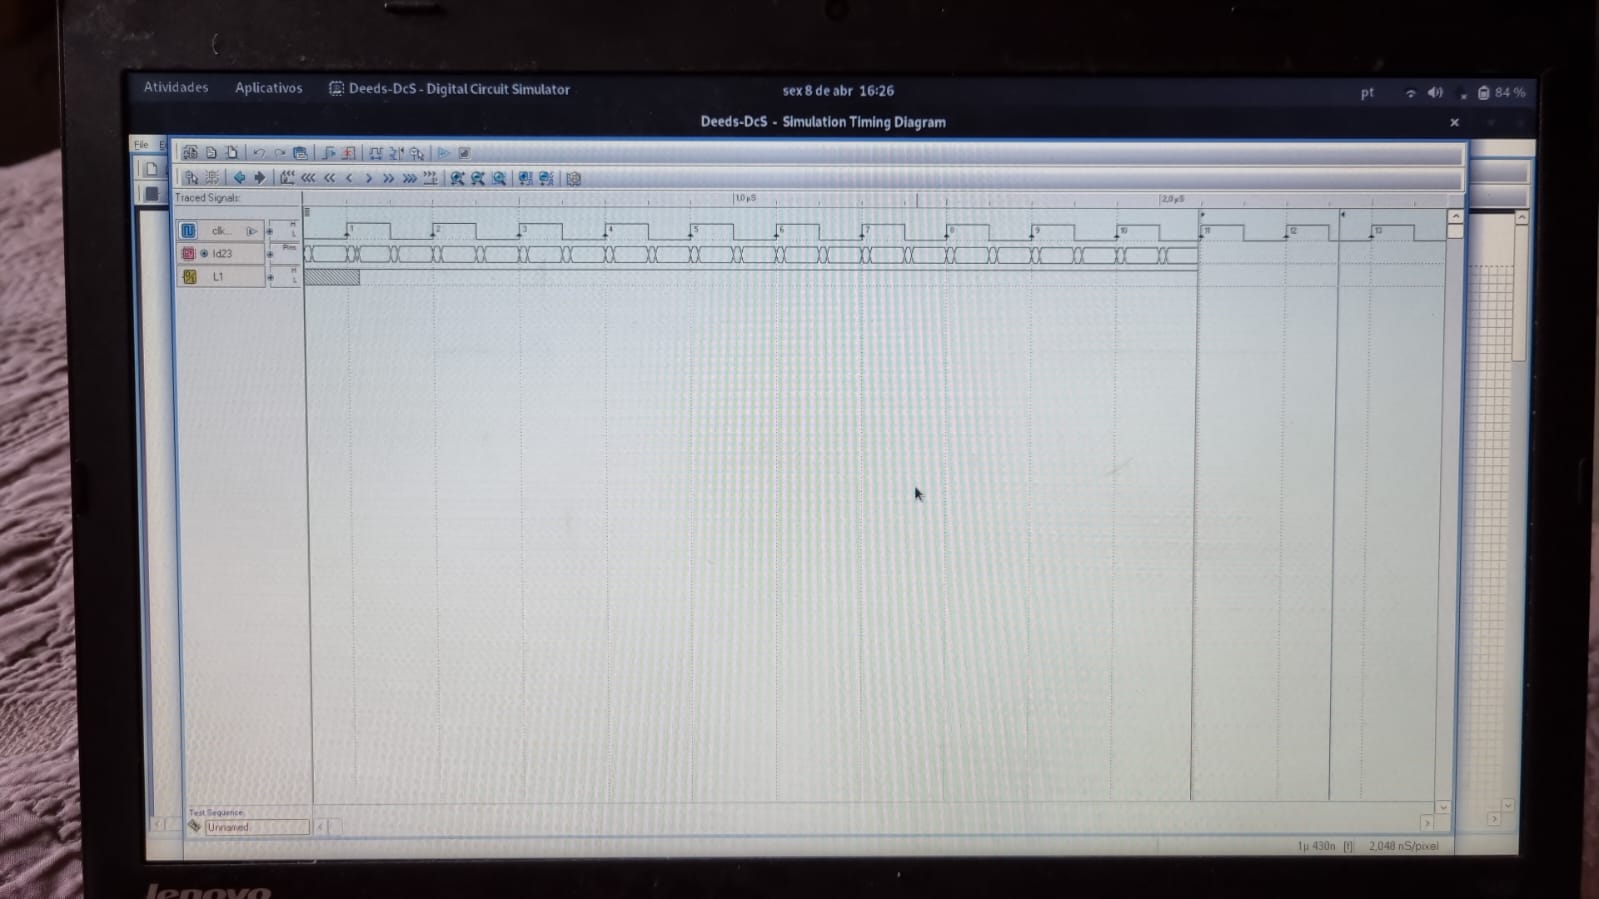 Atividades Aplicativos Deeds-DcS - Digital Circuit Simulator sex 8 de abr 16:26 pt 84 %
Deeds-DcS - Simulation Timing Diagram
File
Traced Signals: 1,0 µS 2,0 µS
clk... H L 1 2 3 4 5 6 7 8 9 10 11 12 13
Id23 Pins
L1 H L
Test Sequence:
Unnamed
1µ 430n [!] 2,048 nS/pixel
lenovo